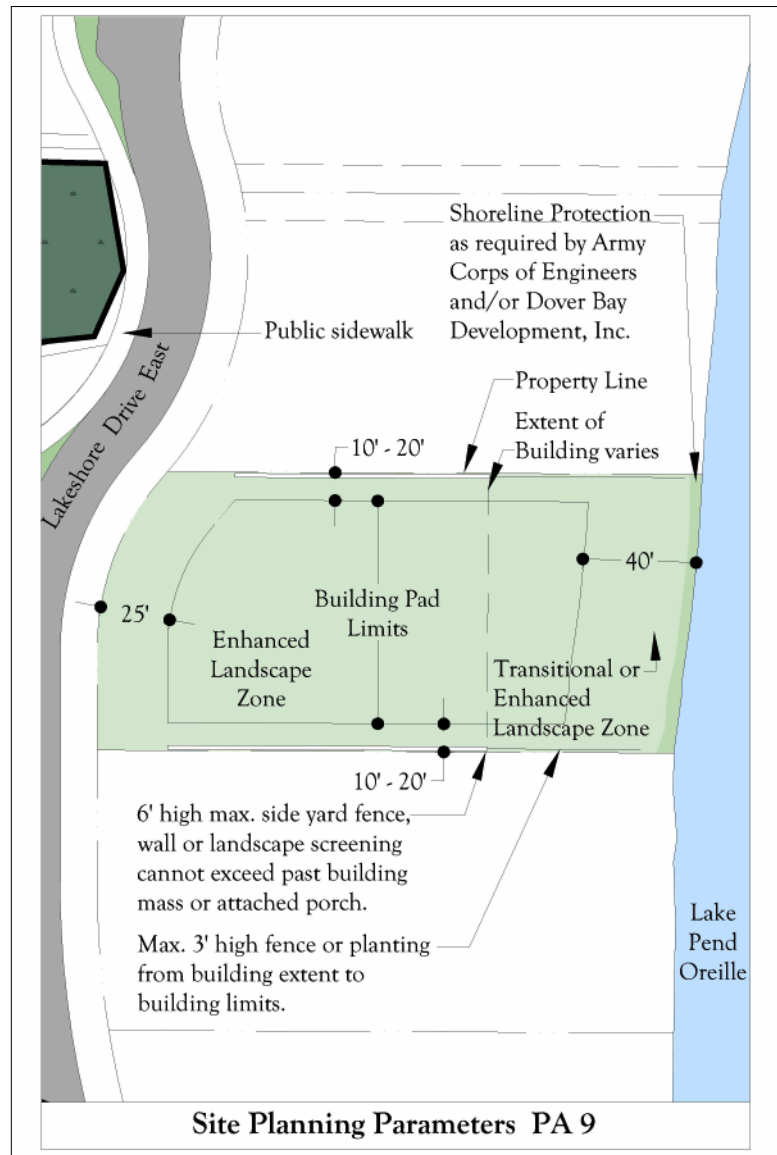 Shoreline Protection
as required by Army
Corps of Engineers
and/or Dover Bay
Development, Inc.
Public sidewalk
Lakeshore Drive East
Property Line
Extent of
Building varies
10' - 20'
40'
25'
Building Pad
Limits
Enhanced
Landscape
Zone
Transitional or
Enhanced
Landscape Zone
10' - 20'
6' high max. side yard fence,
wall or landscape screening
cannot exceed past building
mass or attached porch.
Max. 3' high fence or planting
from building extent to
building limits.
Lake
Pend
Oreille
Site Planning Parameters PA 9